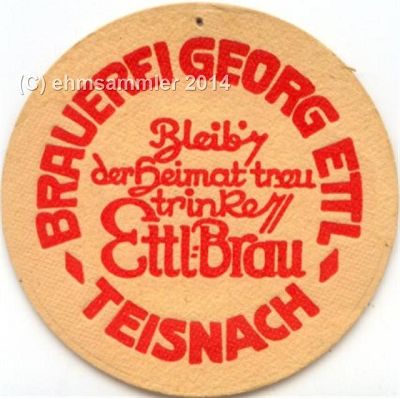 (C) ehmsammler 2014
BRAUEREI GEORG ETTL
Bleib'
der Heimat treu
trinke
Ettl-Bräu
TEISNACH